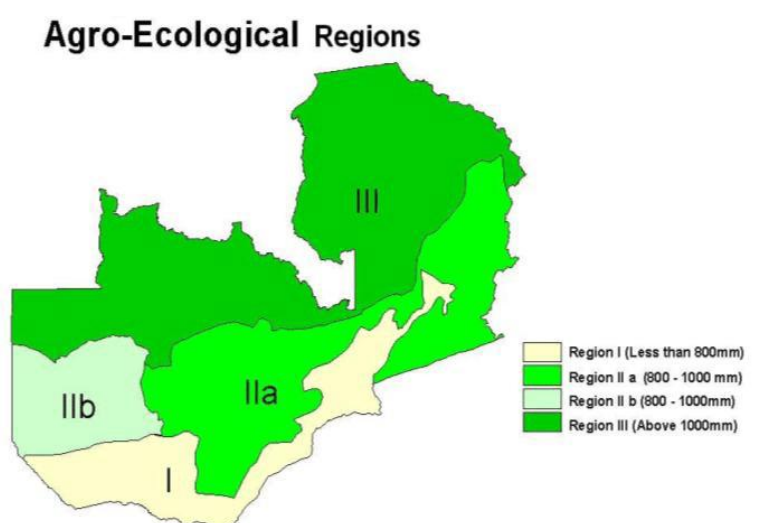 Agro-Ecological Regions
III
IIb
IIa
I
Region I (Less than 800mm)
Region II a (800 - 1000 mm)
Region II b (800 - 1000mm)
Region III (Above 1000mm)